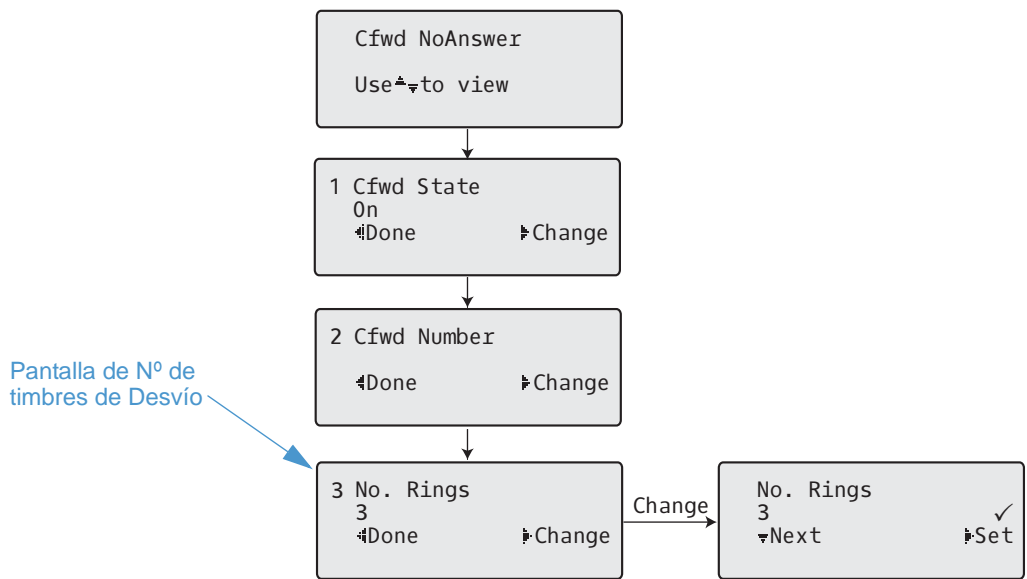 Cfwd NoAnswer
Use to view
1 Cfwd State
On
Done Change
2 Cfwd Number
Done Change
Pantalla de Nº de
timbres de Desvío
3 No. Rings
3
Done Change
Change
No. Rings
3 ✓
Next Set